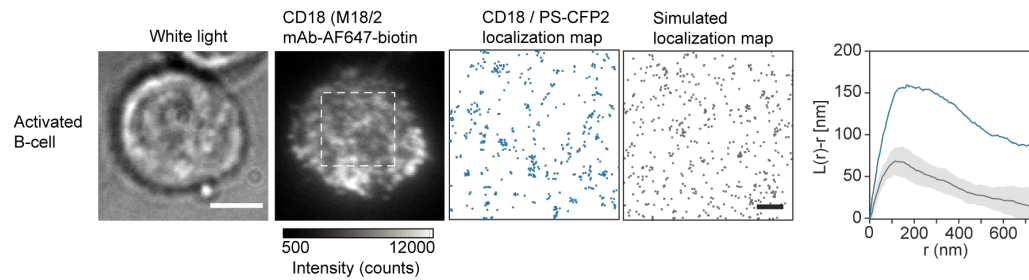 White light
CD18 (M18/2
mAb-AF647-biotin
CD18 / PS-CFP2
localization map
Simulated
localization map
Activated
B-cell
500 12000
Intensity (counts)
L(r)-r [nm]
200
150
100
50
0
0 200 400 600
r (nm)